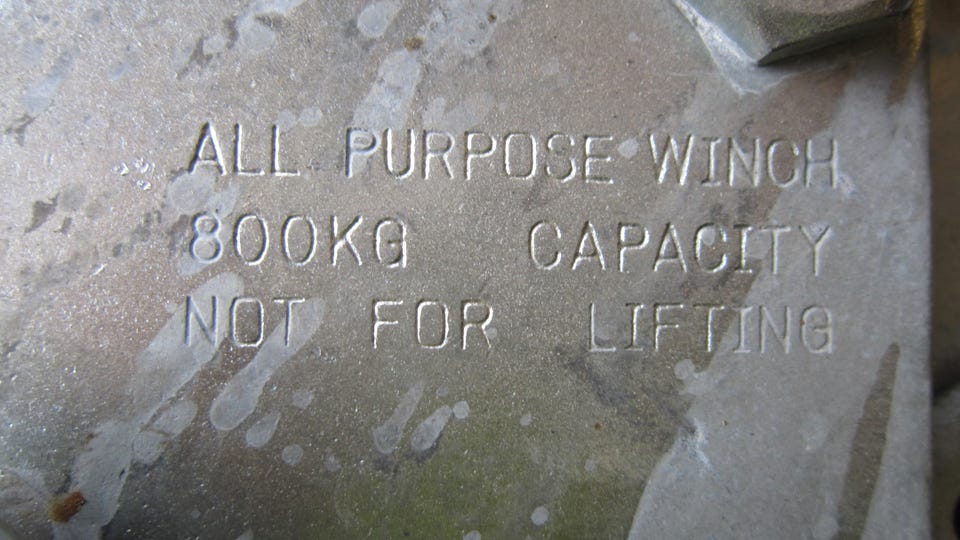 ALL PURPOSE WINCH
800KG CAPACITY
NOT FOR LIFTING